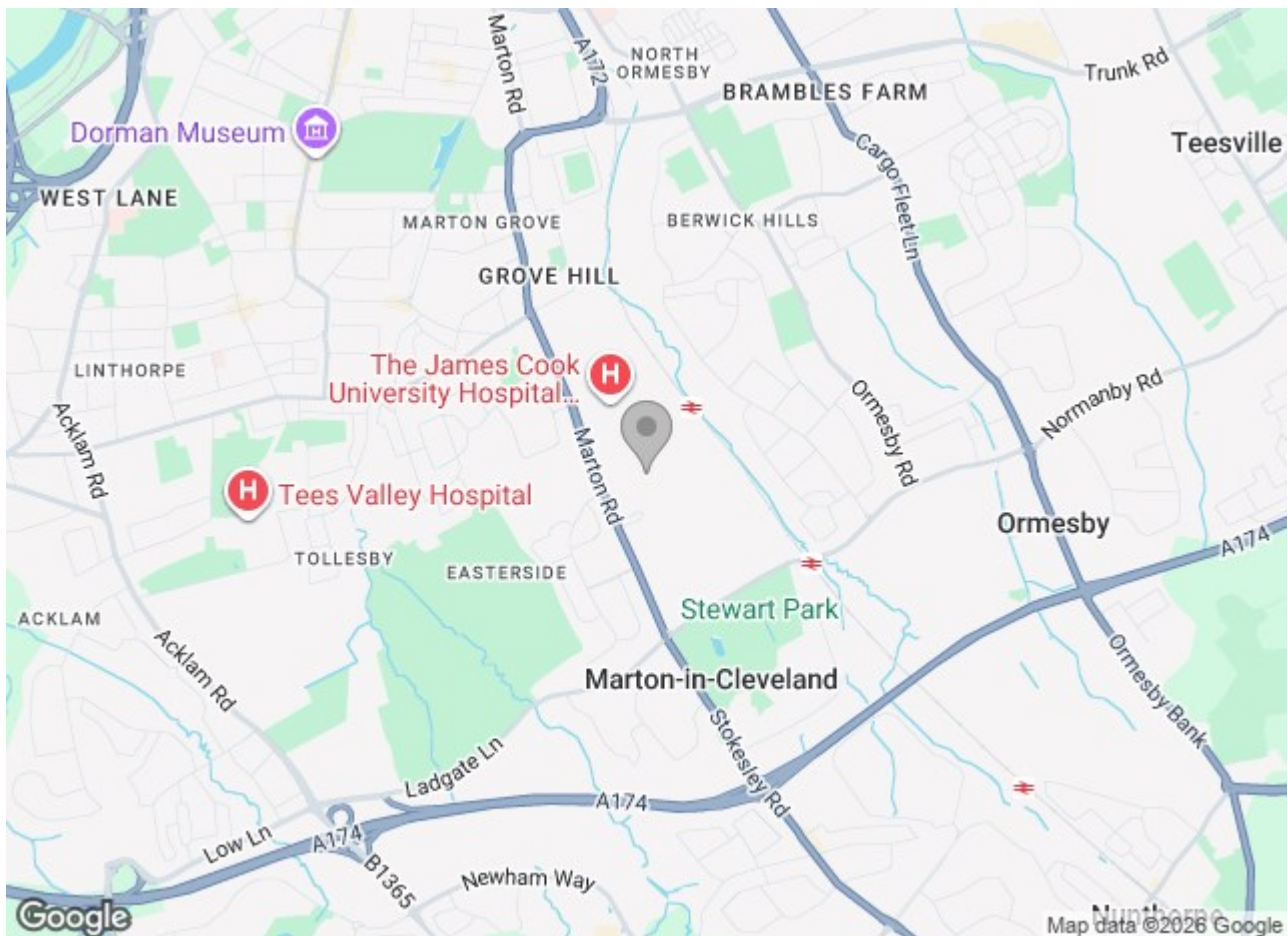 Marton Rd
A172
NORTH
ORMESBY
Trunk Rd
BRAMBLES FARM
Dorman Museum
Teesville
Cargo Fleet Ln
WEST LANE
MARTON GROVE
BERWICK HILLS
GROVE HILL
LINTHORPE
The James Cook
University Hospital...
Ormesby Rd
Normanby Rd
Acklam Rd
Marton Rd
Tees Valley Hospital
Ormesby
A174
TOLLESBY
EASTERSIDE
Stewart Park
ACKLAM
Acklam Rd
Marton-in-Cleveland
Ormesby Bank
Stokesley Rd
Ladgate Ln
A174
Low Ln
A174
B1365
Newham Way
Nunthorpe
Google
Map data ©2026 Google